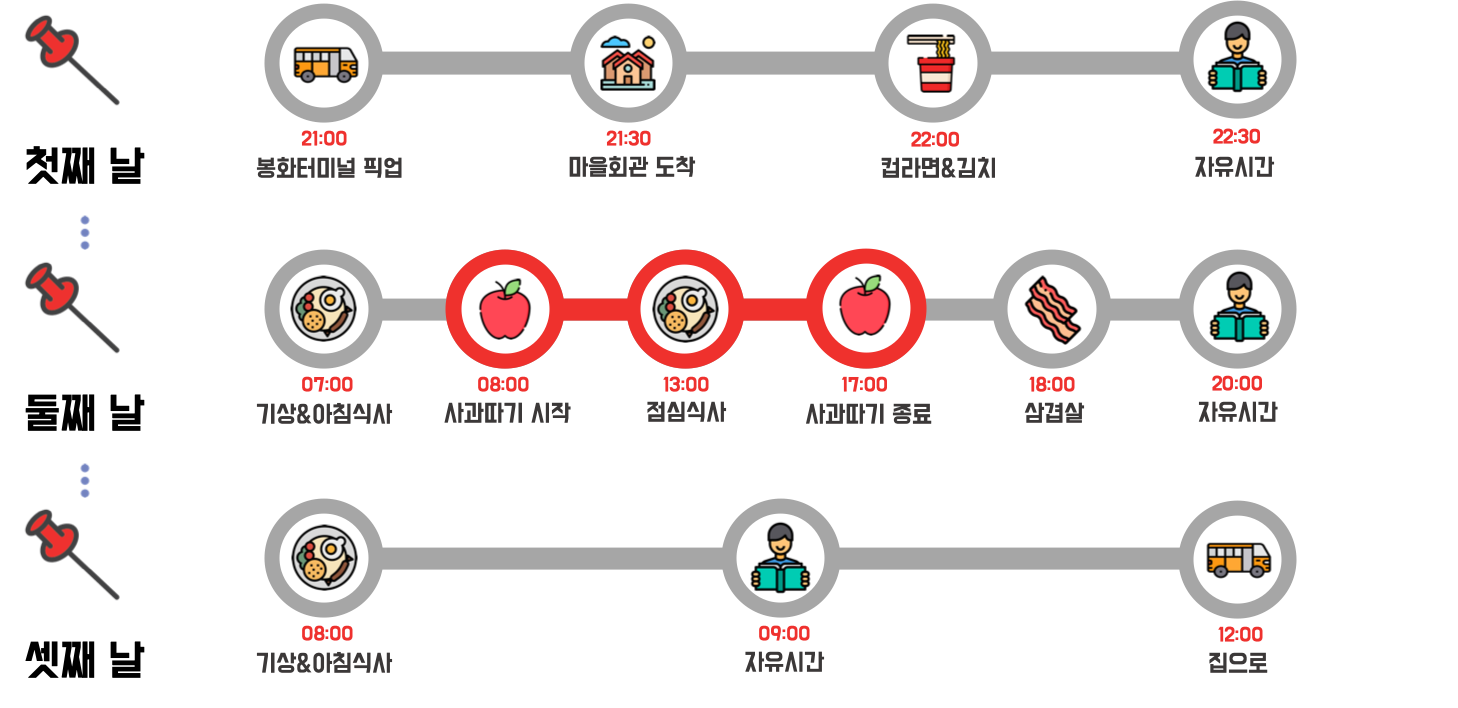 첫째 날
21:00
봉화터미널 픽업
21:30
마을회관 도착
22:00
컵라면&김치
22:30
자유시간
둘째 날
07:00
기상&아침식사
08:00
사과따기 시작
13:00
점심식사
17:00
사과따기 종료
18:00
삼겹살
20:00
자유시간
셋째 날
08:00
기상&아침식사
09:00
자유시간
12:00
집으로